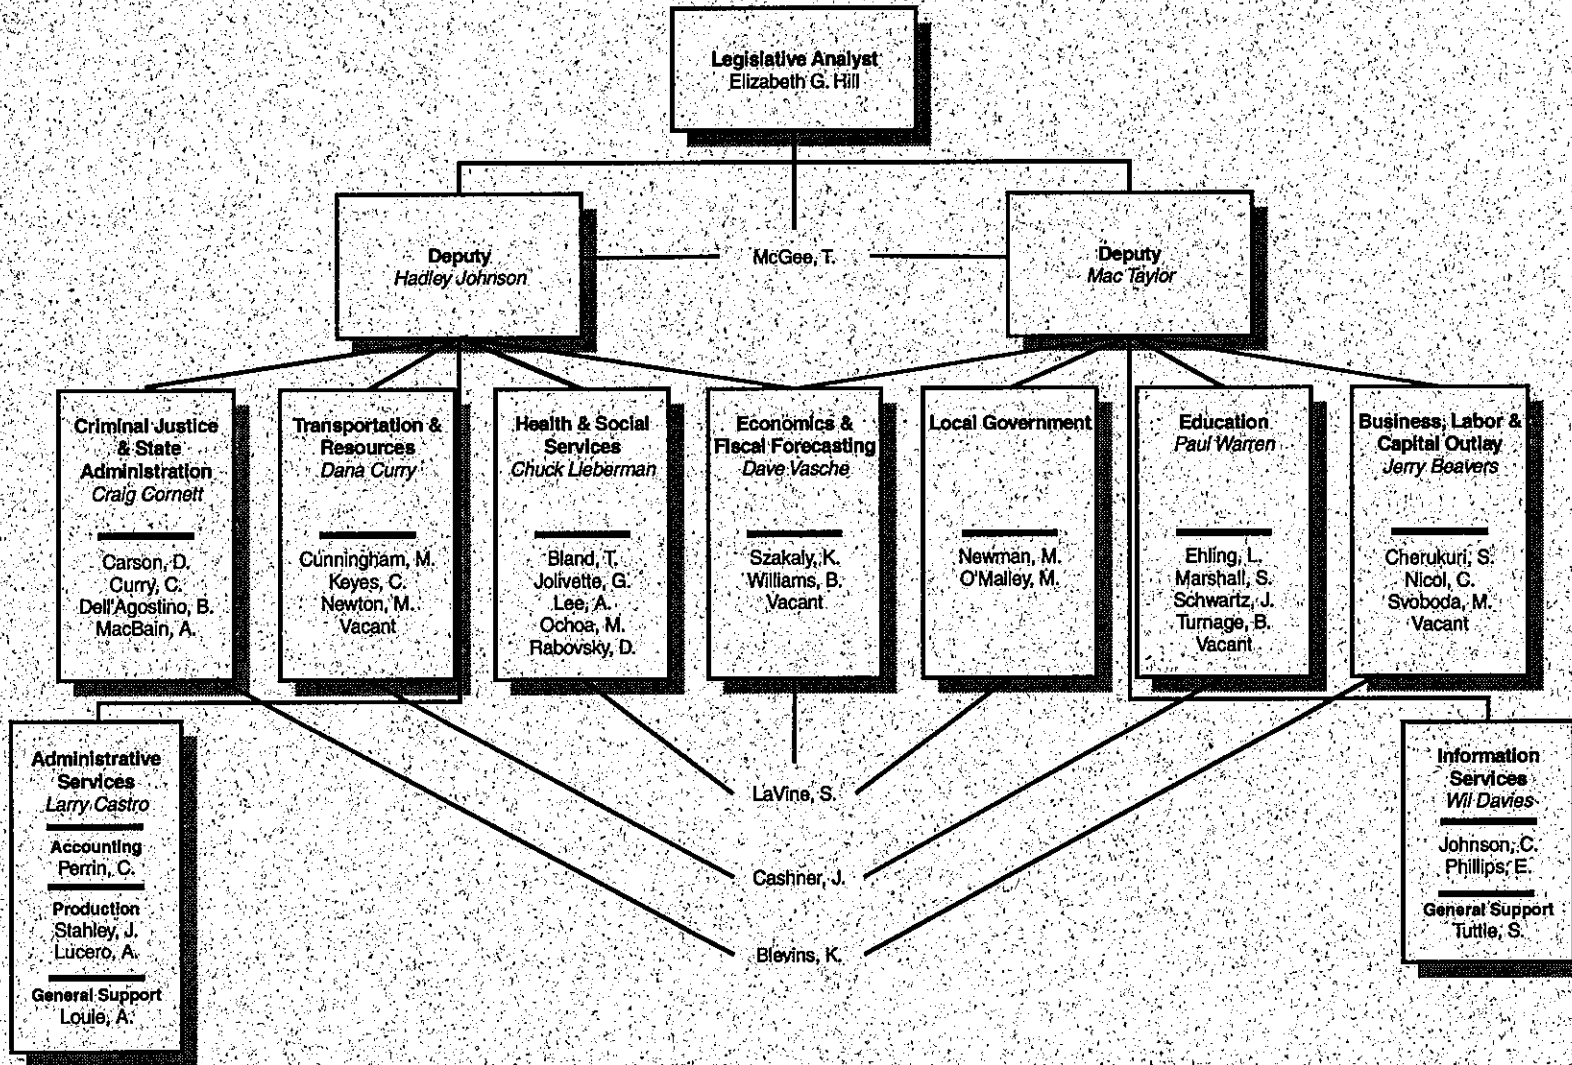 Legislative Analyst
Elizabeth G. Hill
Deputy
Hadley Johnson
McGee, T.
Deputy
Mac Taylor
Criminal Justice
& State
Administration
Craig Cornett
Carson, D.
Curry, C.
Dell'Agostino, B.
MacBain, A.
Transportation &
Resources
Dana Curry
Cunningham, M.
Keyes, C.
Newton, M.
Vacant
Health & Social
Services
Chuck Lieberman
Bland, T.
Jolivette, G.
Lee, A.
Ochoa, M.
Rabovsky, D.
Economics &
Fiscal Forecasting
Dave Vasché
Szakaly, K.
Williams, B.
Vacant
Local Government
Newman, M.
O'Malley, M.
Education
Paul Warren
Ehling, L.
Marshall, S.
Schwartz, J.
Turnage, B.
Vacant
Business, Labor &
Capital Outlay
Jerry Beavers
Cherukuri, S.
Nicol, C.
Svoboda, M.
Vacant
Administrative
Services
Larry Castro
Accounting
Perrin, C.
Production
Stahley, J.
Lucero, A.
General Support
Louie, A.
LaVine, S.
Cashner, J.
Blevins, K.
Information
Services
Wil Davies
Johnson, C.
Phillips, E.
General Support
Tuttle, S.